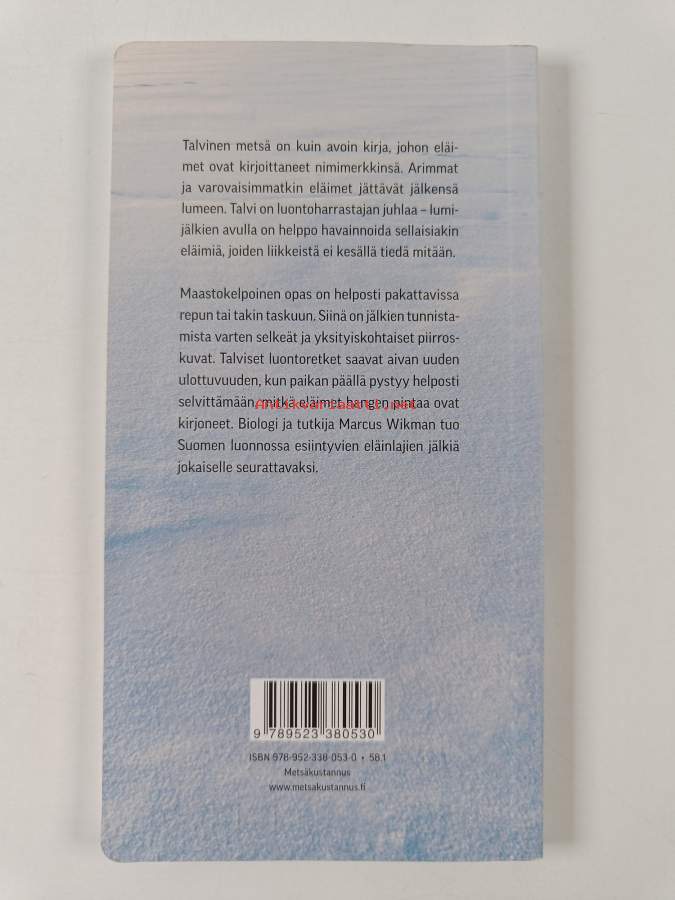 Talvinen metsä on kuin avoin kirja, johon eläi-
met ovat kirjoittaneet nimimerkkinsä. Arimmat
ja varovaisimmatkin eläimet jättävät jälkensä
lumeen. Talvi on luontoharrastajan juhlaa – lumi-
jälkien avulla on helppo havainnoida sellaisiakin
eläimiä, joiden liikkeistä ei kesällä tiedä mitään.
Maastokelpoinen opas on helposti pakattavissa
repun tai takin taskuun. Siinä on jälkien tunnista-
mista varten selkeät ja yksityiskohtaiset piirros-
kuvat. Talviset luontoretket saavat aivan uuden
ulottuvuuden, kun paikan päällä pystyy helposti
selvittämään, mitkä eläimet hangen pintaa ovat
Antikvariaatti.net
kirjoneet. Biologi ja tutkija Marcus Wikman tuo
Suomen luonnossa esiintyvien eläinlajien jälkiä
jokaiselle seurattavaksi.
9 789523 380530
ISBN 978-952-338-053-0 • 58.1
Metsäkustannus
www.metsakustannus.fi